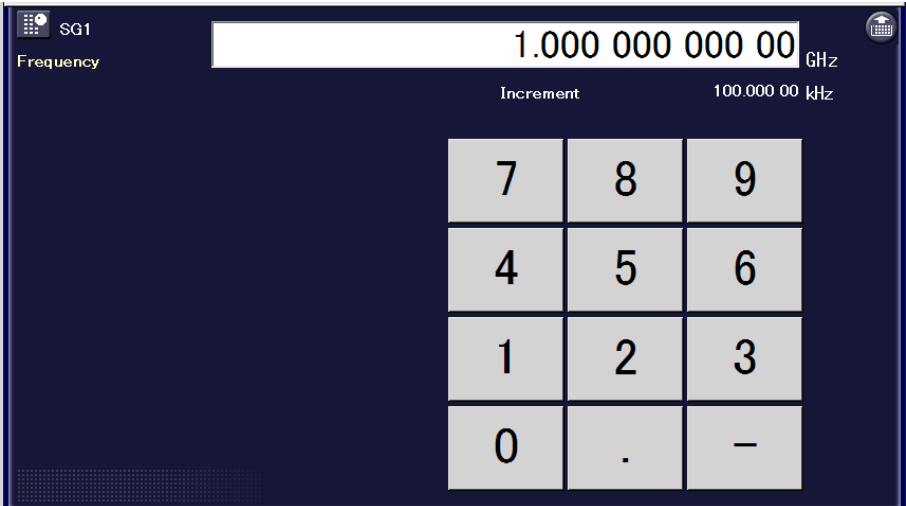 SG1
Frequency
1.000 000 000 00 GHz
Increment 100.000 00 kHz
7 8 9
4 5 6
1 2 3
0 . −